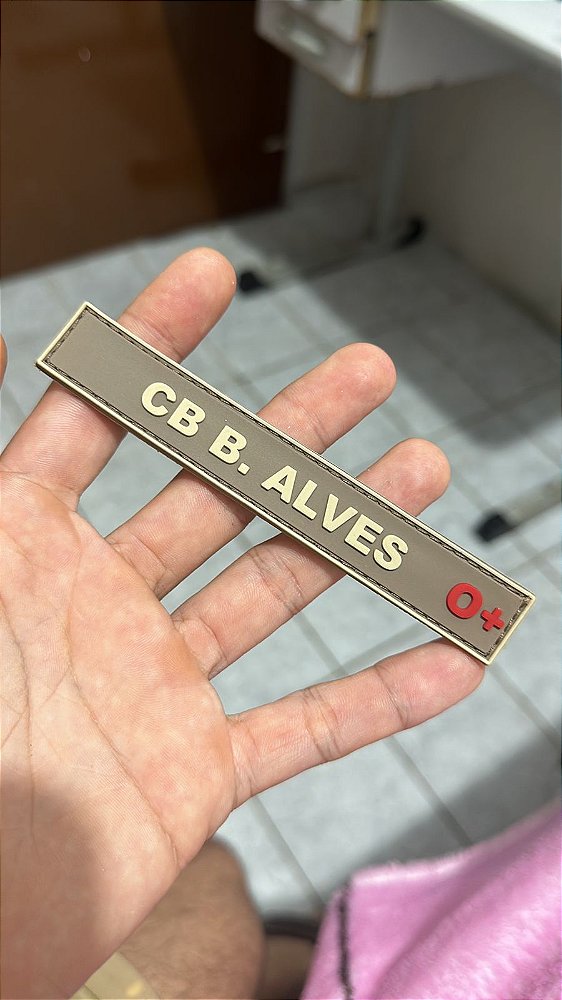 CB B. ALVES O+